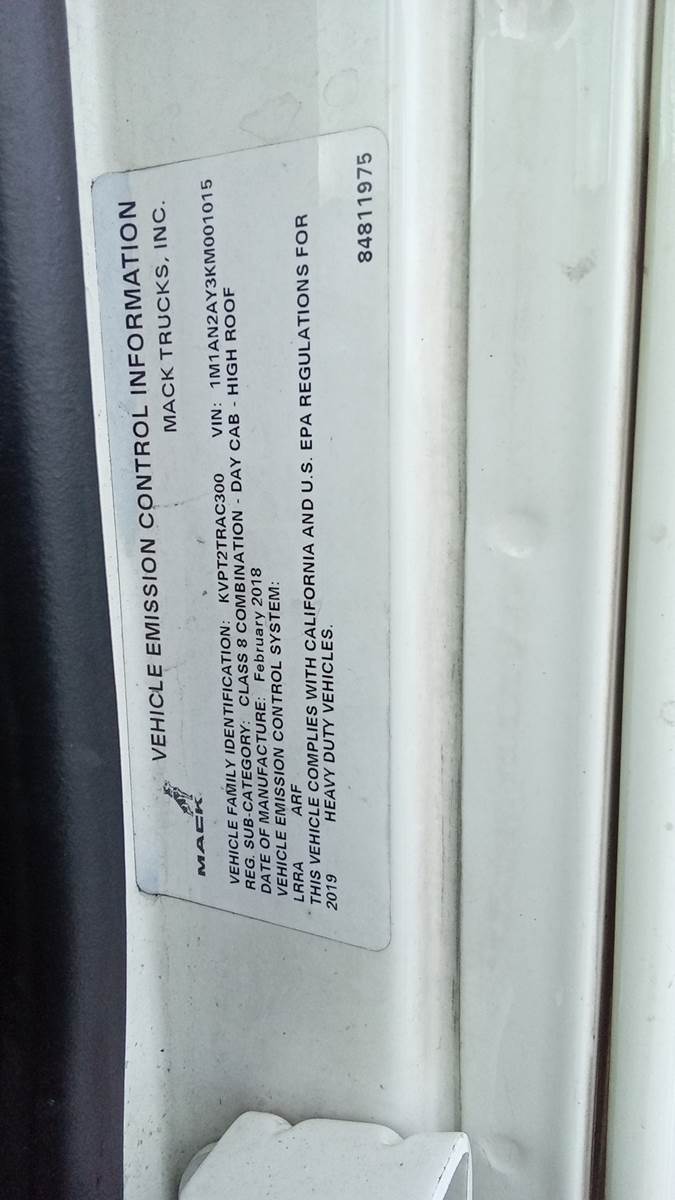 VEHICLE EMISSION CONTROL INFORMATION
MACK MACK TRUCKS, INC.
VEHICLE FAMILY IDENTIFICATION: KVPT2TRAC300 VIN: 1M1AN2AY3KM001015
REG. SUB-CATEGORY: CLASS 8 COMBINATION - DAY CAB - HIGH ROOF
DATE OF MANUFACTURE: February 2018
VEHICLE EMISSION CONTROL SYSTEM:
LRRA ARF
THIS VEHICLE COMPLIES WITH CALIFORNIA AND U.S. EPA REGULATIONS FOR
2019 HEAVY DUTY VEHICLES.
84811975